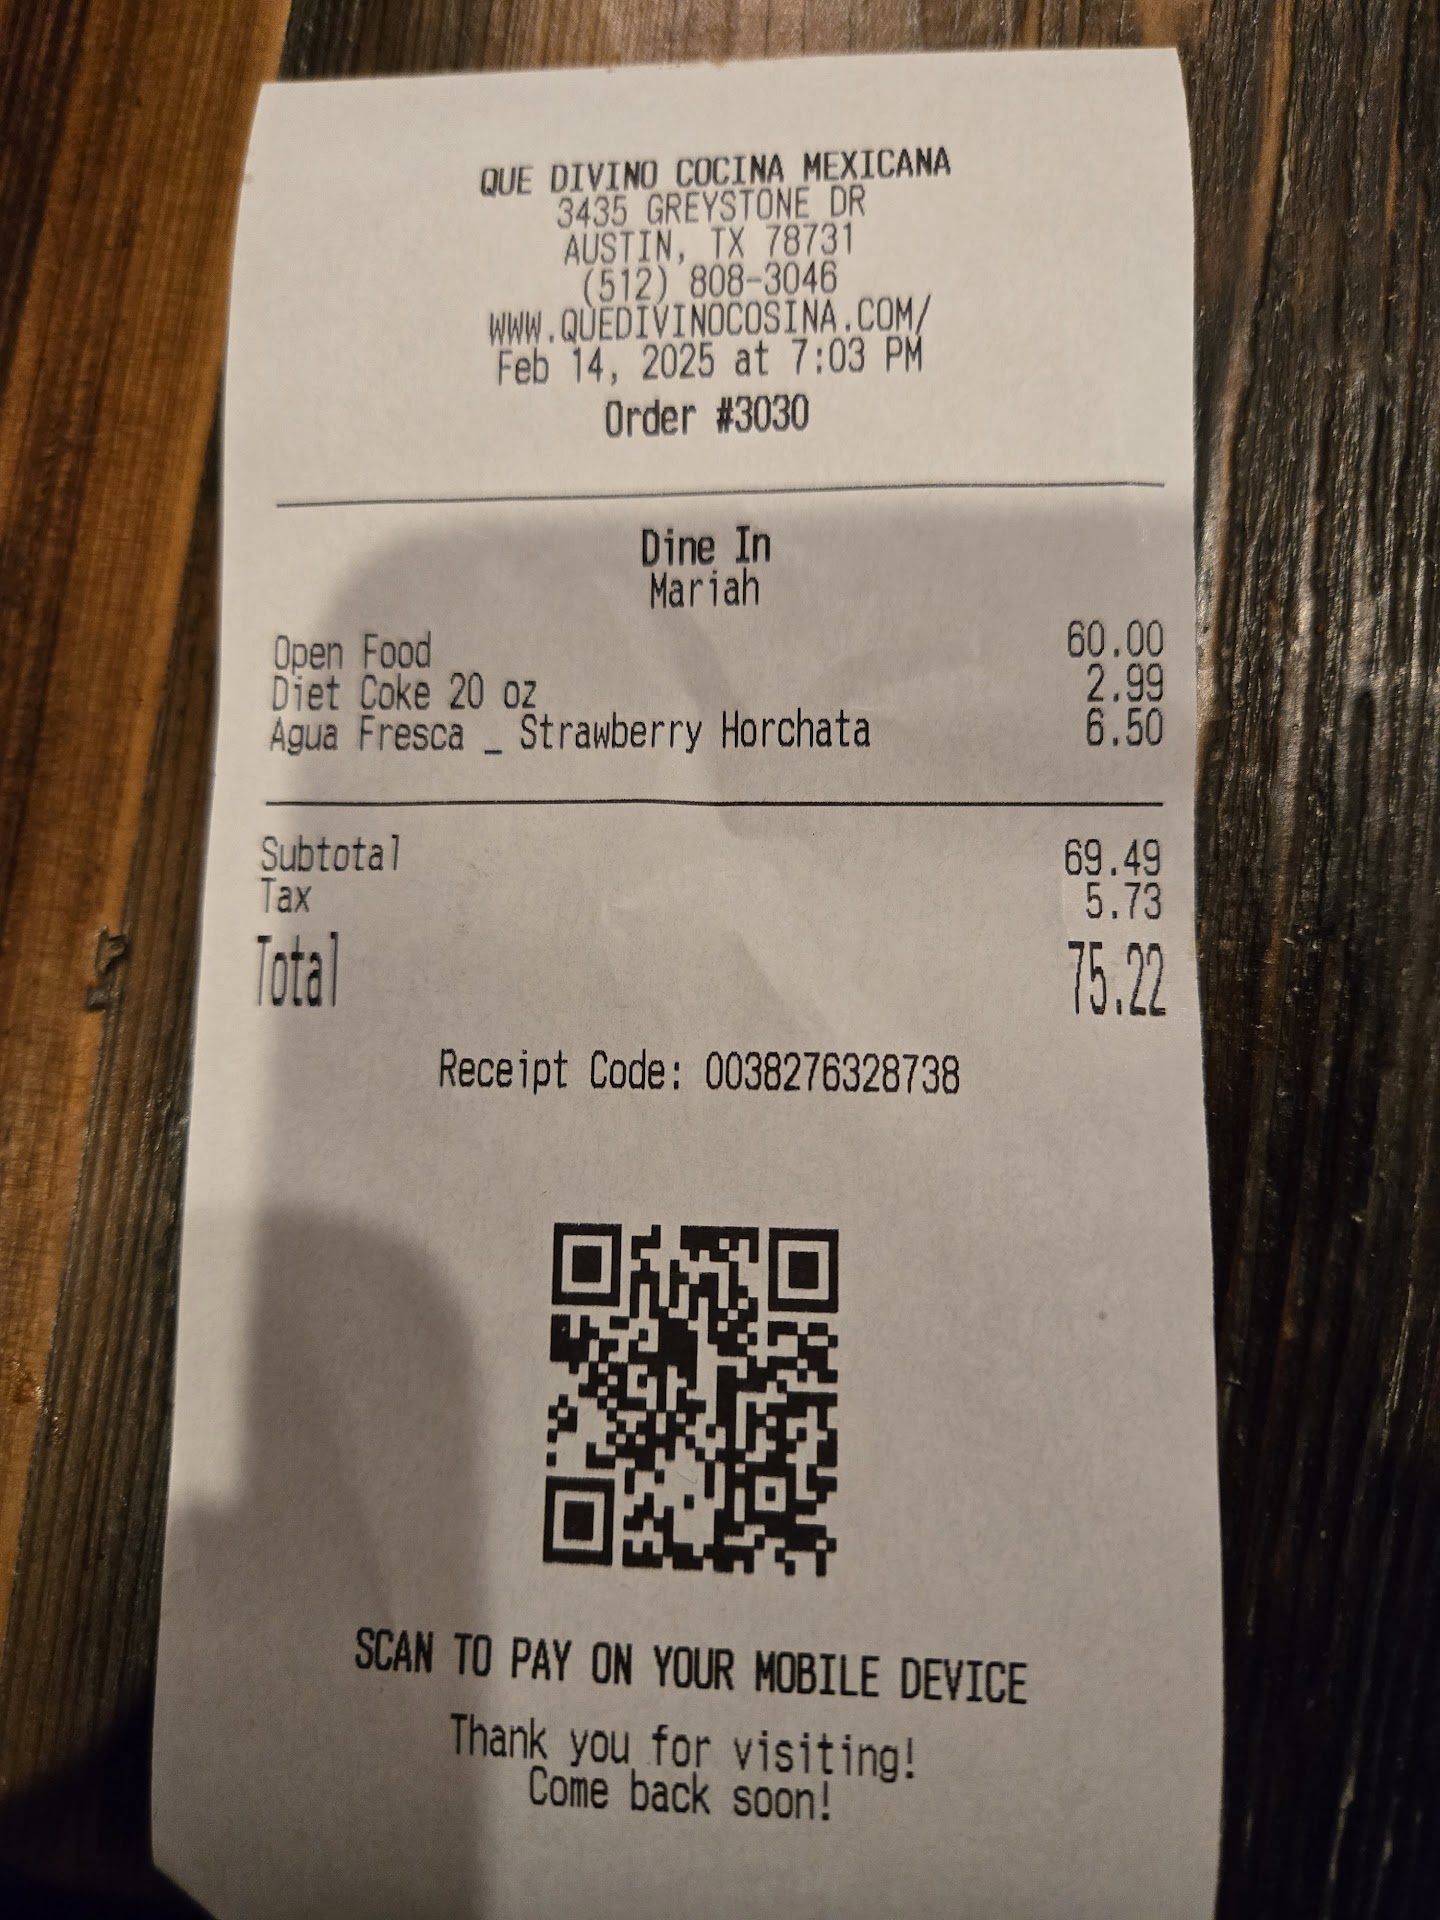 QUE DIVINO COCINA MEXICANA
3435 GREYSTONE DR
AUSTIN, TX 78731
(512) 808-3046
WWW.QUEDIVINOCOSINA.COM/
Feb 14, 2025 at 7:03 PM
Order #3030
Dine In
Mariah
Open Food 60.00
Diet Coke 20 oz 2.99
Agua Fresca _ Strawberry Horchata 6.50
Subtotal 69.49
Tax 5.73
Total 75.22
Receipt Code: 0038276328738
SCAN TO PAY ON YOUR MOBILE DEVICE
Thank you for visiting!
Come back soon!